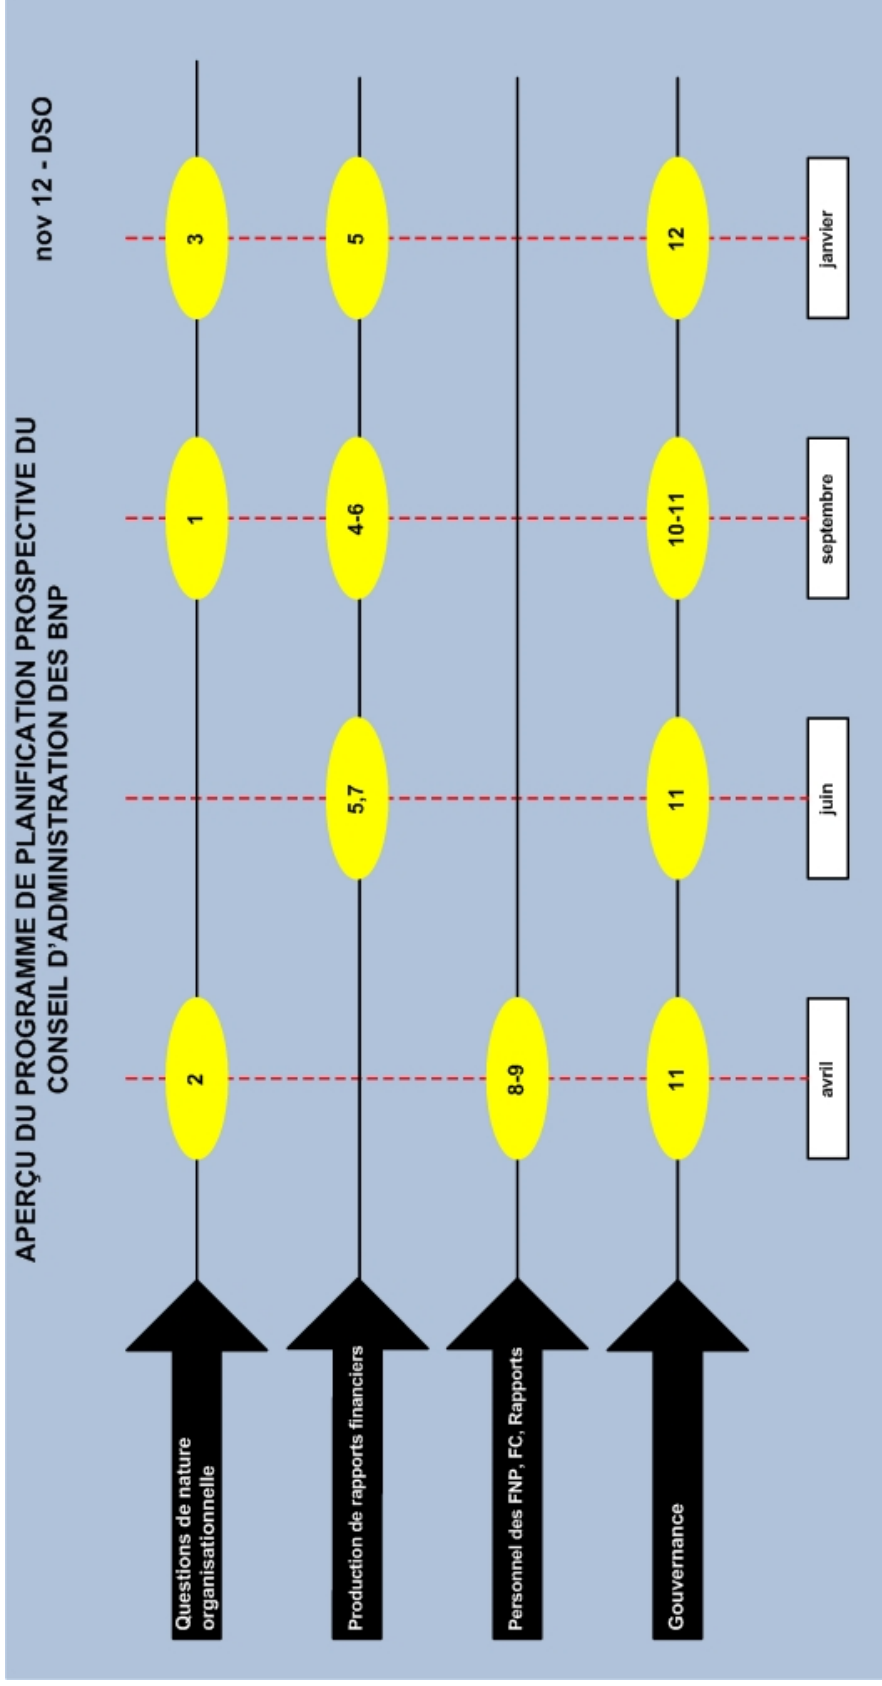 APERÇU DU PROGRAMME DE PLANIFICATION PROSPECTIVE DU
CONSEIL D'ADMINISTRATION DES BNP
nov 12 - DSO
Questions de nature
organisationnelle
2
1
3
Production de rapports financiers
5,7
4-6
5
Personnel des FNP, FC, Rapports
8-9
Gouvernance
11
11
10-11
12
avril
juin
septembre
janvier